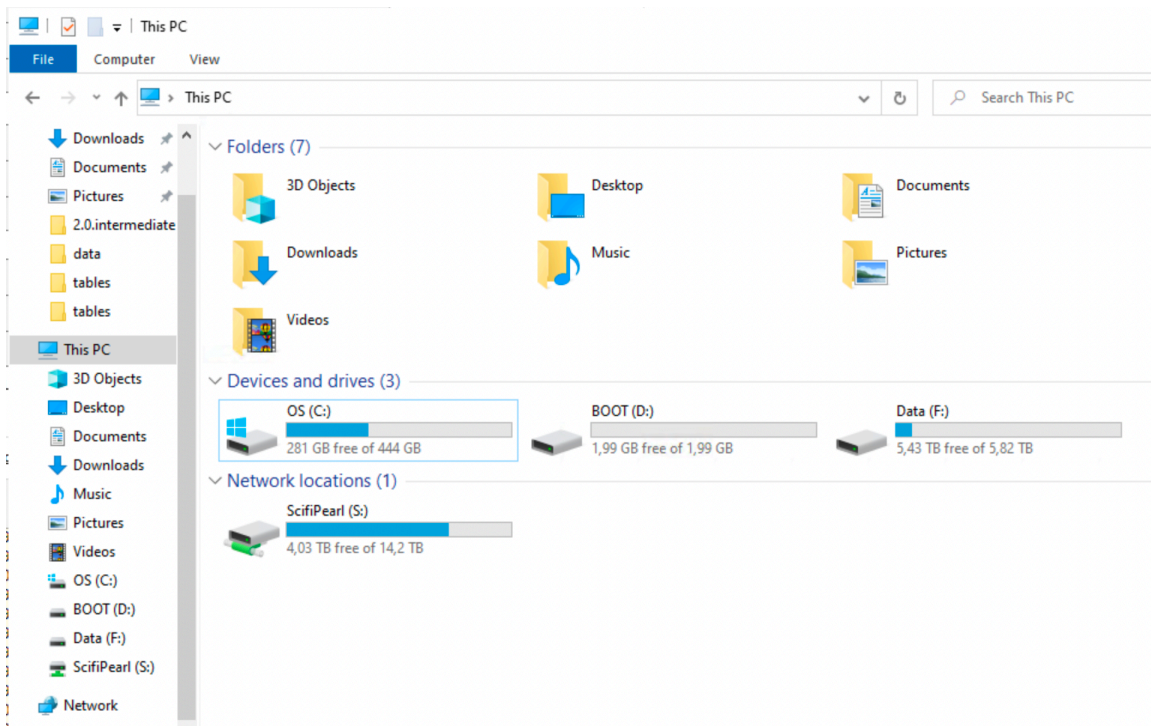 This PC
File Computer View
This PC Search This PC
Downloads
Documents
Pictures
2.0.intermediate
data
tables
tables
This PC
3D Objects
Desktop
Documents
Downloads
Music
Pictures
Videos
OS (C:)
BOOT (D:)
Data (F:)
ScifiPearl (S:)
Network
Folders (7)
3D Objects Desktop Documents
Downloads Music Pictures
Videos
Devices and drives (3)
OS (C:) BOOT (D:) Data (F:)
281 GB free of 444 GB 1,99 GB free of 1,99 GB 5,43 TB free of 5,82 TB
Network locations (1)
ScifiPearl (S:)
4,03 TB free of 14,2 TB